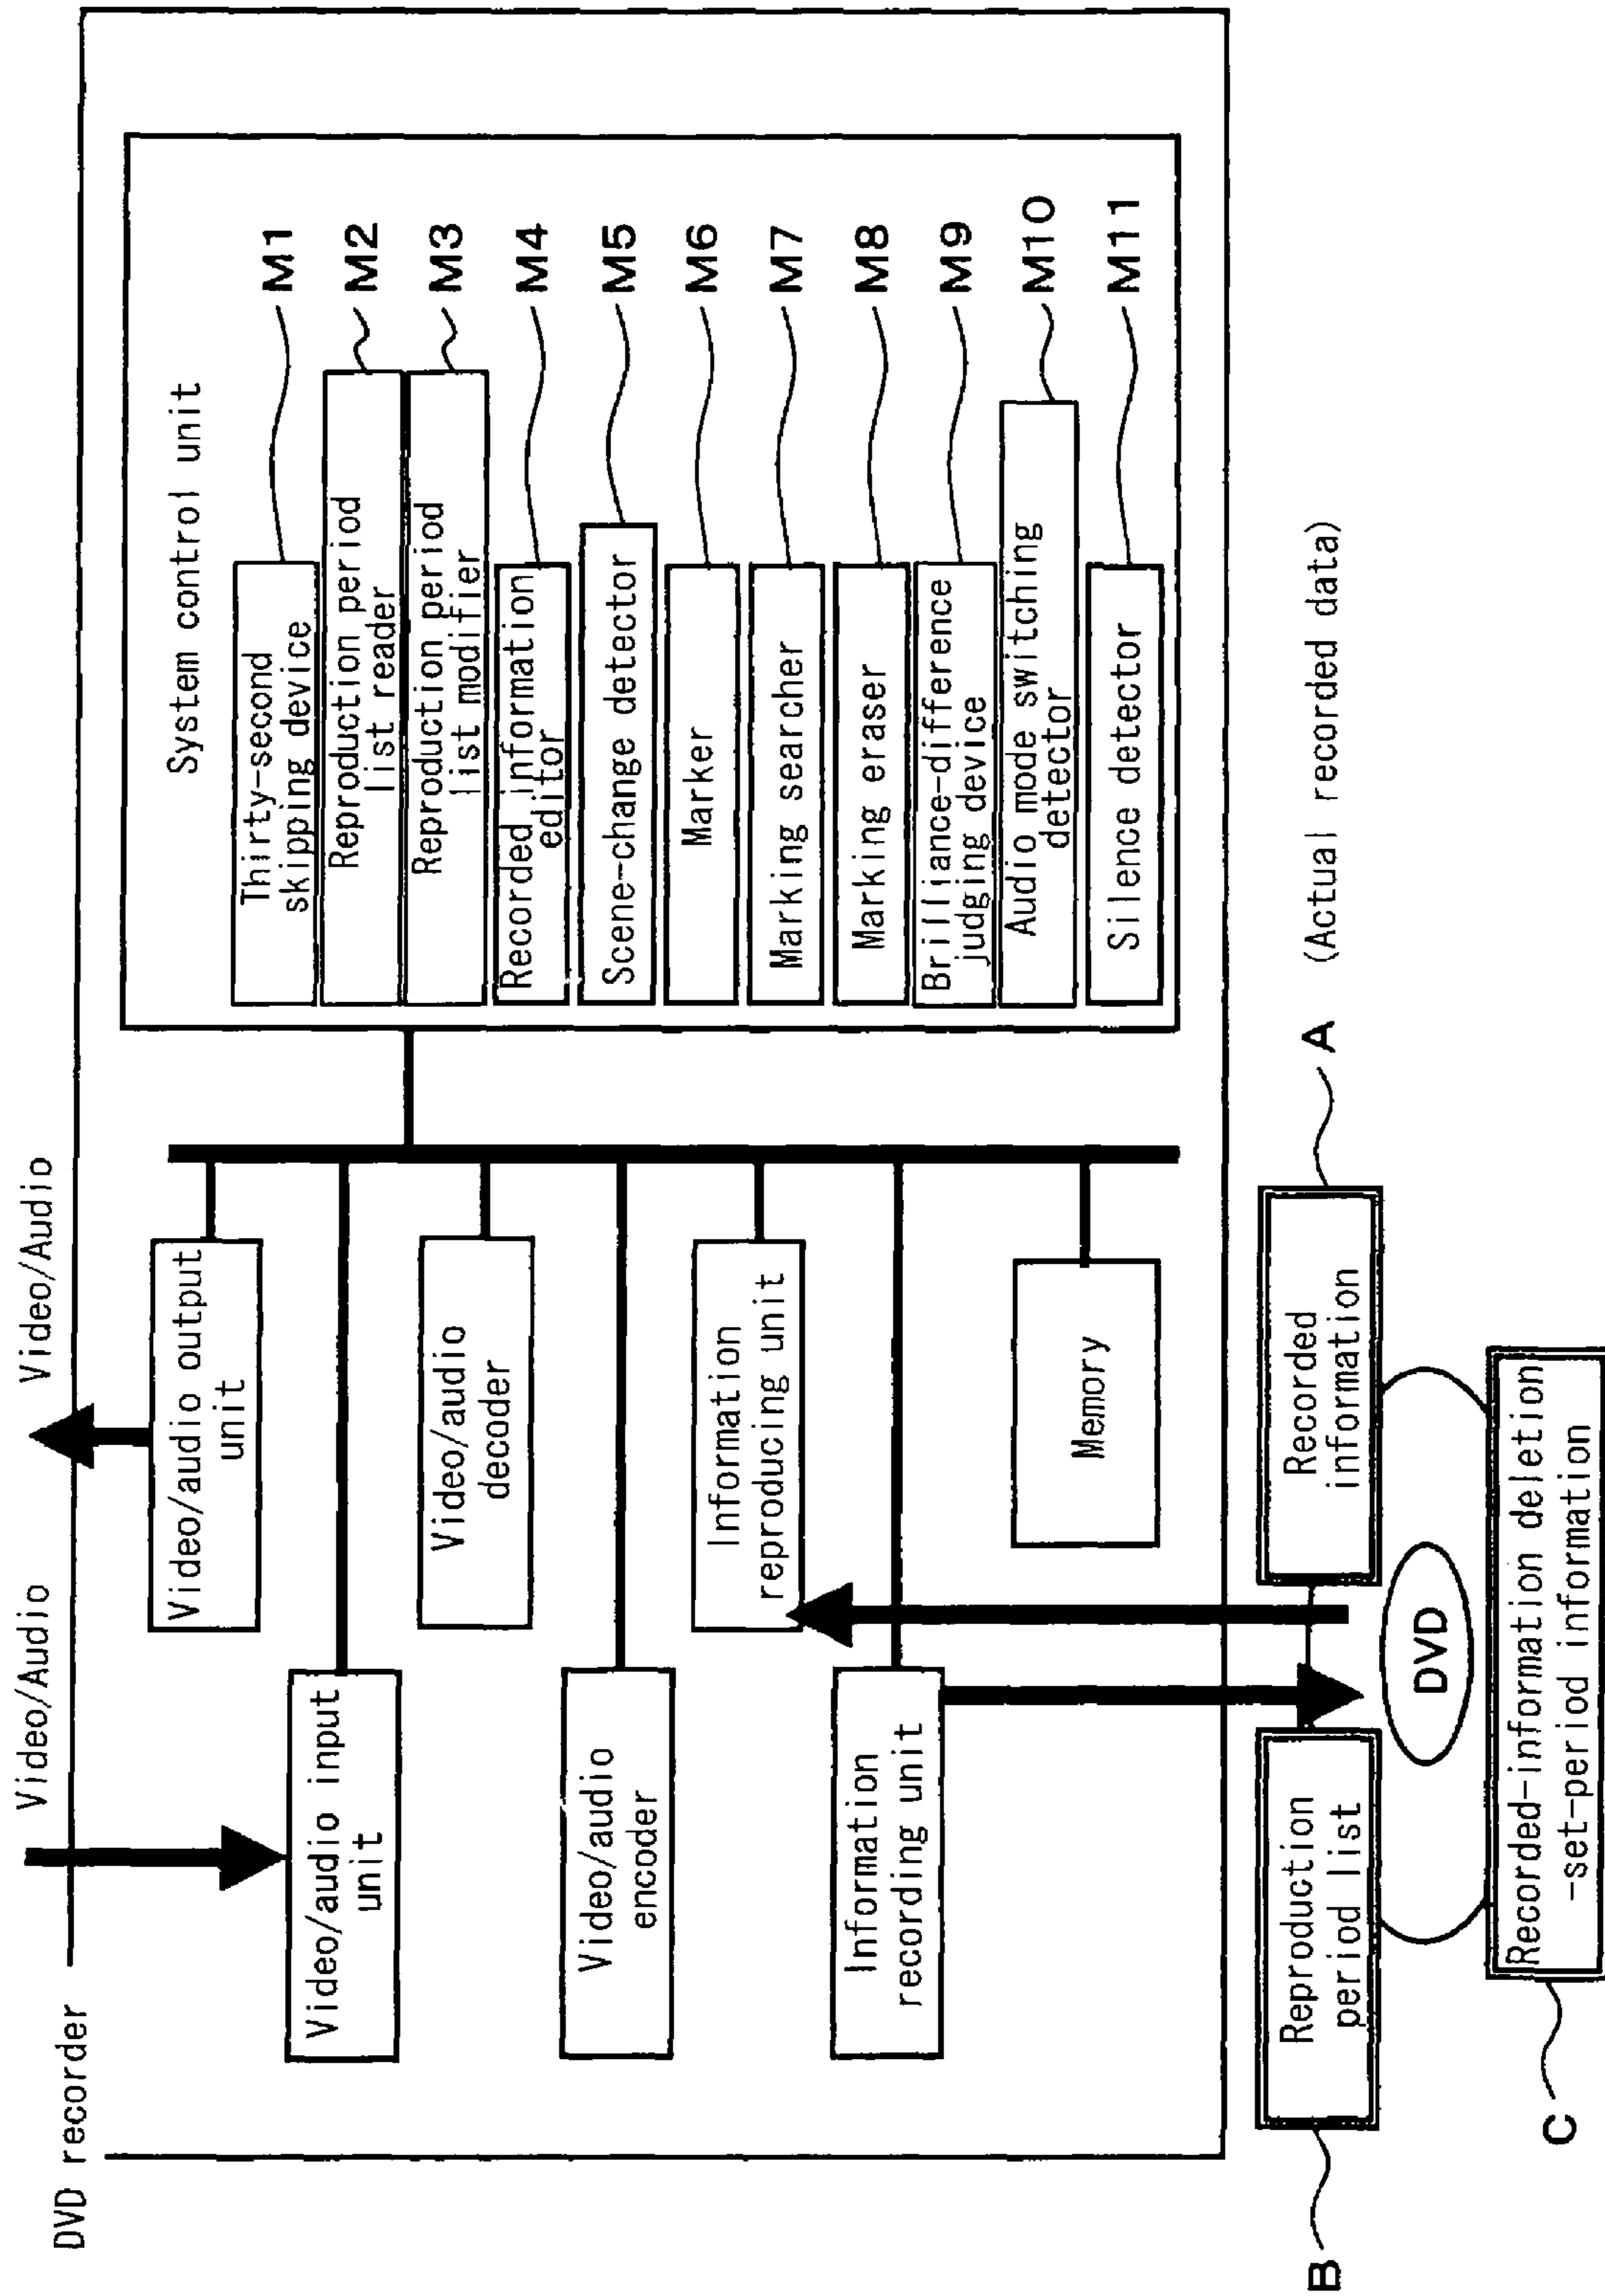 DVD recorder
Video/Audio
Video/Audio
Video/audio input
unit
Video/audio output
unit
Video/audio
encoder
Video/audio
decoder
Information
recording unit
Information
reproducing unit
Memory
System control unit
Thirty-second
skipping device
M1
Reproduction period
list reader
M2
Reproduction period
list modifier
M3
Recorded information
editor
M4
Scene-change detector
M5
Marker
M6
Marking searcher
M7
Marking eraser
M8
Brilliance-difference
judging device
M9
Audio mode switching
detector
M10
Silence detector
M11
B
Reproduction
period list
DVD
Recorded
information
A
(Actual recorded data)
C
Recorded-information deletion
-set-period information